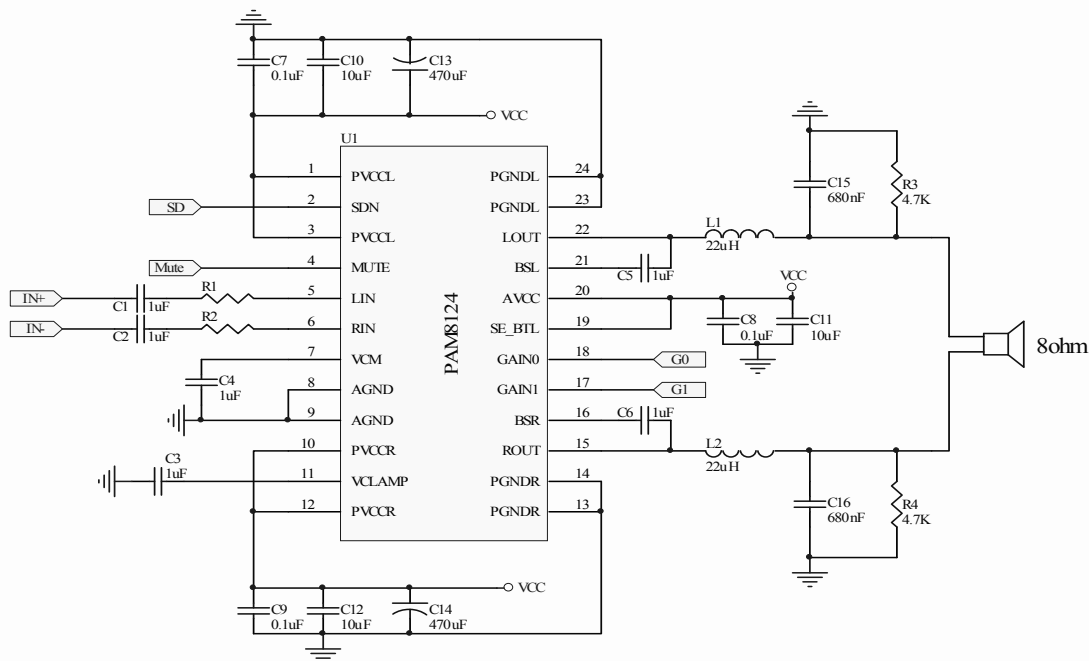 C7
0.1uF
C10
10uF
C13
470uF
VCC
U1
1
PVCCL
PGNDL
24
SD
2
SDN
PGNDL
23
3
PVCCL
LOUT
22
Mute
4
MUTE
BSL
21
IN+
C1
1uF
R1
5
LIN
AVCC
20
IN-
C2
1uF
R2
6
RIN
SE_BTL
19
7
VCM
GAIN0
18
G0
C4
1uF
8
AGND
GAIN1
17
G1
9
AGND
BSR
16
10
PVCCR
ROUT
15
C3
1uF
11
VCLAMP
PGNDR
14
12
PVCCR
PGNDR
13
PAM8124
C5
1uF
L1
22uH
C15
680nF
R3
4.7K
VCC
C8
0.1uF
C11
10uF
8ohm
C6
1uF
L2
22uH
C16
680nF
R4
4.7K
VCC
C9
0.1uF
C12
10uF
C14
470uF